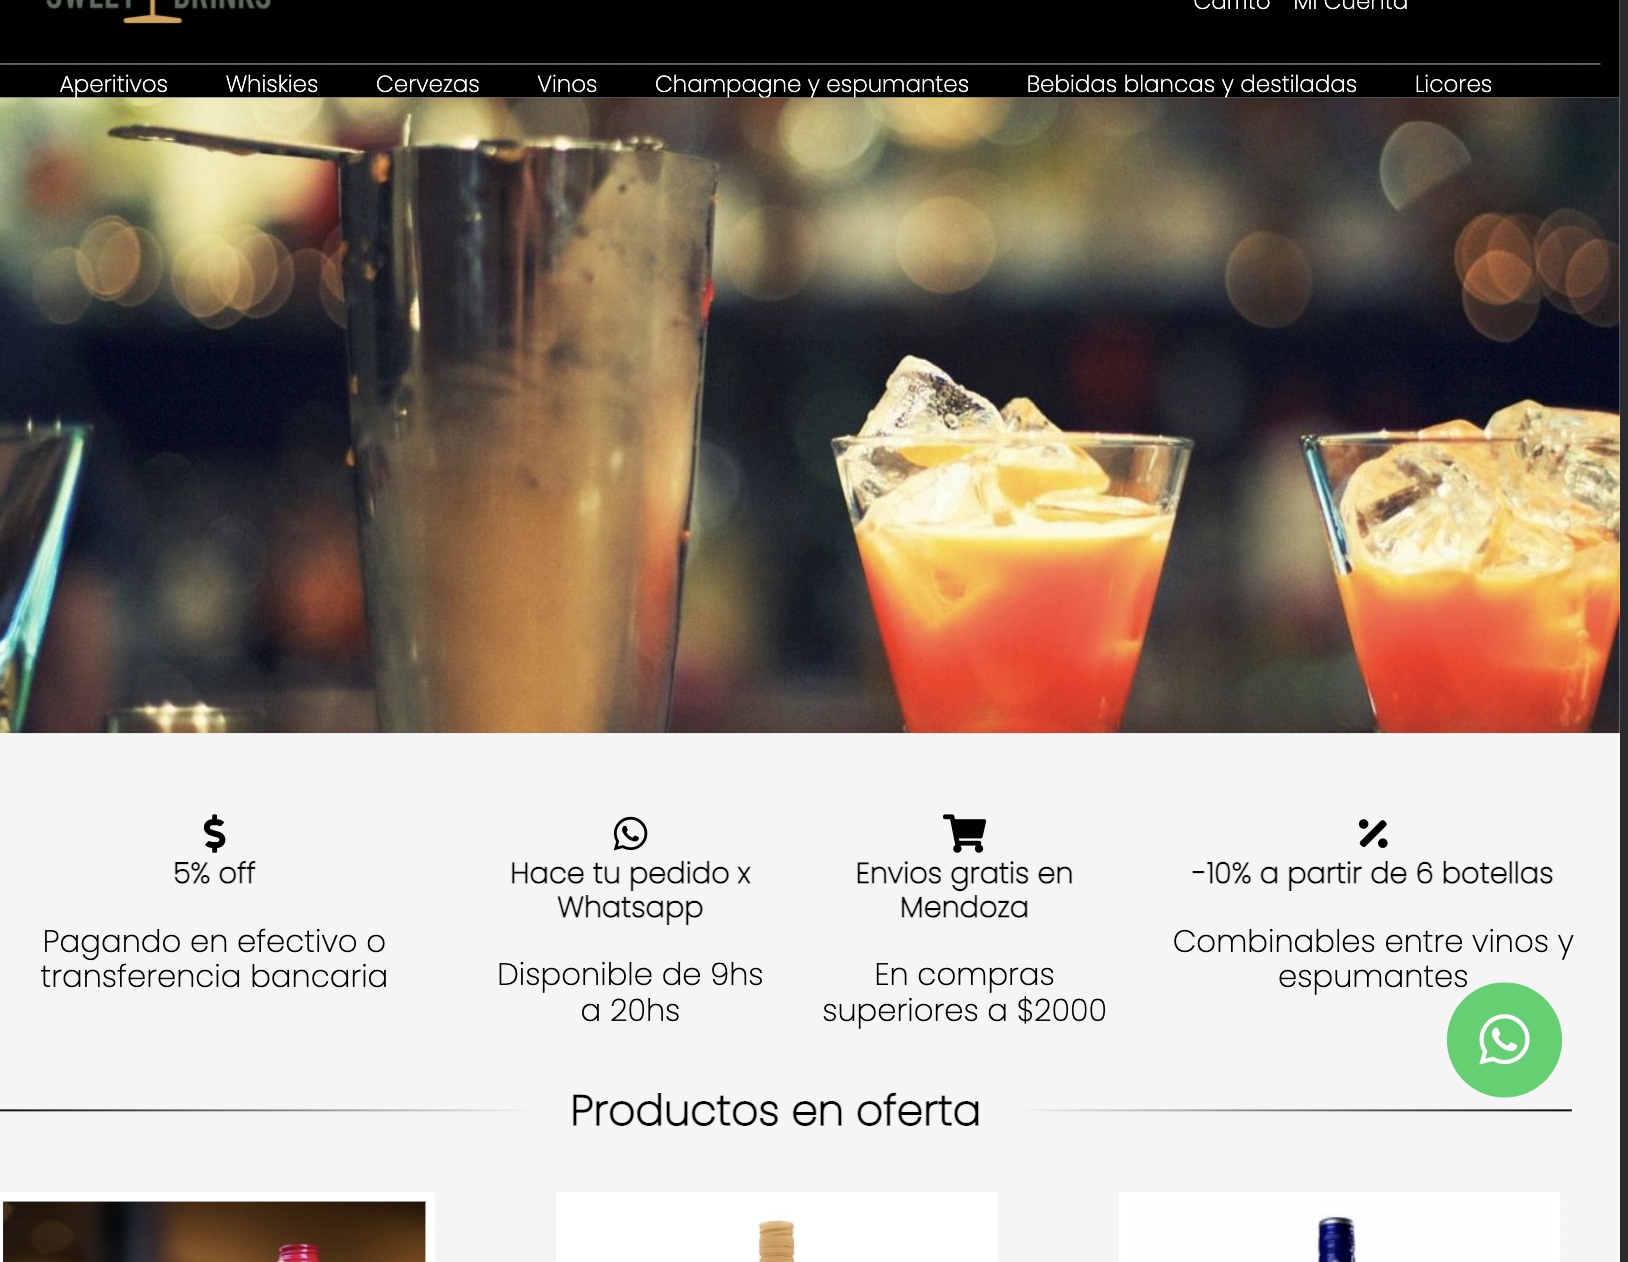 SWEET DRINKS
Carrito Mi Cuenta
Aperitivos Whiskies Cervezas Vinos Champagne y espumantes Bebidas blancas y destiladas Licores
5% off
Pagando en efectivo o
transferencia bancaria
Hace tu pedido x
Whatsapp
Disponible de 9hs
a 20hs
Envios gratis en
Mendoza
En compras
superiores a $2000
-10% a partir de 6 botellas
Combinables entre vinos y
espumantes
Productos en oferta